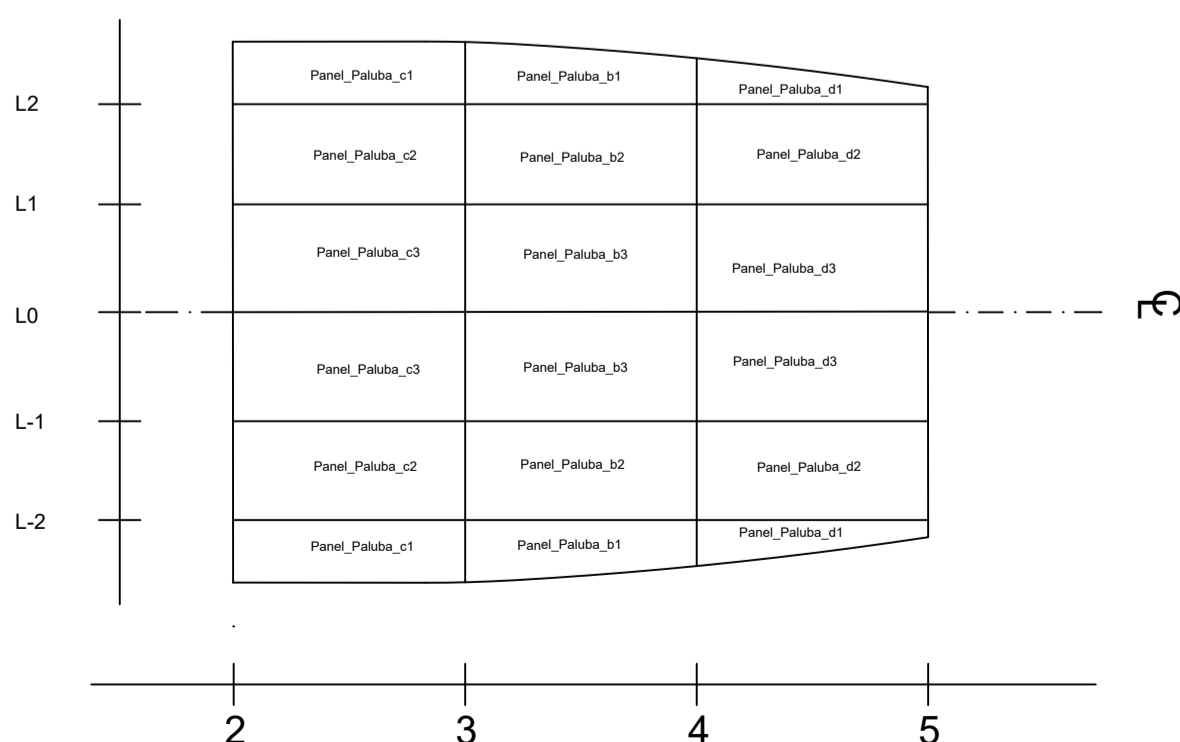 Panel_Paluba_c1 Panel_Paluba_b1 Panel_Paluba_d1
L2
Panel_Paluba_c2 Panel_Paluba_b2 Panel_Paluba_d2
L1
Panel_Paluba_c3 Panel_Paluba_b3 Panel_Paluba_d3
L0 CL
Panel_Paluba_c3 Panel_Paluba_b3 Panel_Paluba_d3
L-1
Panel_Paluba_c2 Panel_Paluba_b2 Panel_Paluba_d2
L-2
Panel_Paluba_c1 Panel_Paluba_b1 Panel_Paluba_d1
2 3 4 5